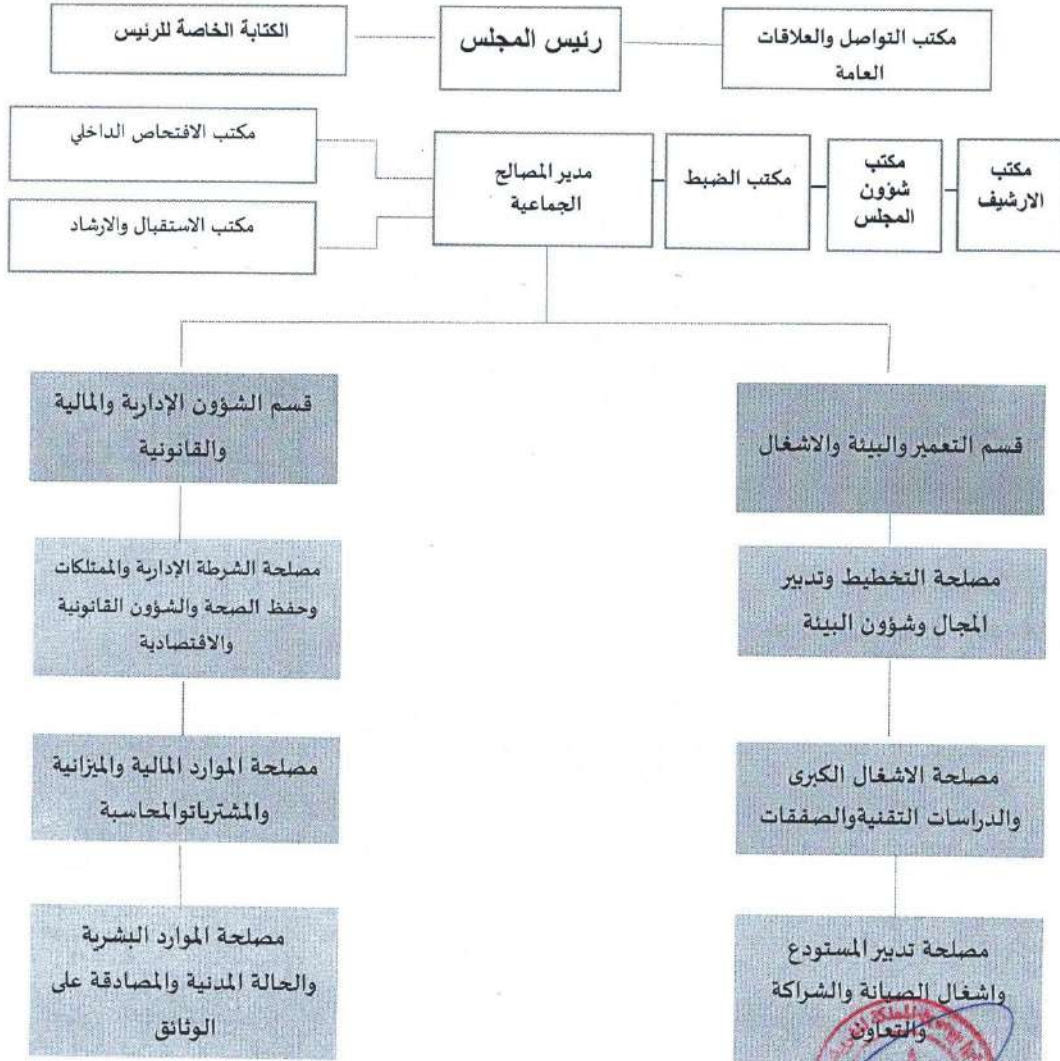 مكتب التواصل والعلاقات
العامة
رئيس المجلس
الكتابة الخاصة للرئيس
مكتب
الارشيف
مكتب
شؤون
المجلس
مكتب الضبط
مدير المصالح
الجماعية
مكتب الافتحاص الداخلي
مكتب الاستقبال والارشاد
قسم التعمير والبيئة والاشغال
مصلحة التخطيط وتدبير
المجال وشؤون البيئة
مصلحة الاشغال الكبرى
والدراسات التقنيةوالصفقات
مصلحة تدبير المستودع
واشغال الصيانة والشراكة
والتعاون
قسم الشؤون الإدارية والمالية
والقانونية
مصلحة الشرطة الإدارية والممتلكات
وحفظ الصحة والشؤون القانونية
والاقتصادية
مصلحة الموارد المالية والميزانية
والمشترياتوالمحاسبة
مصلحة الموارد البشرية
والحالة المدنية والمصادقة على
الوثائق